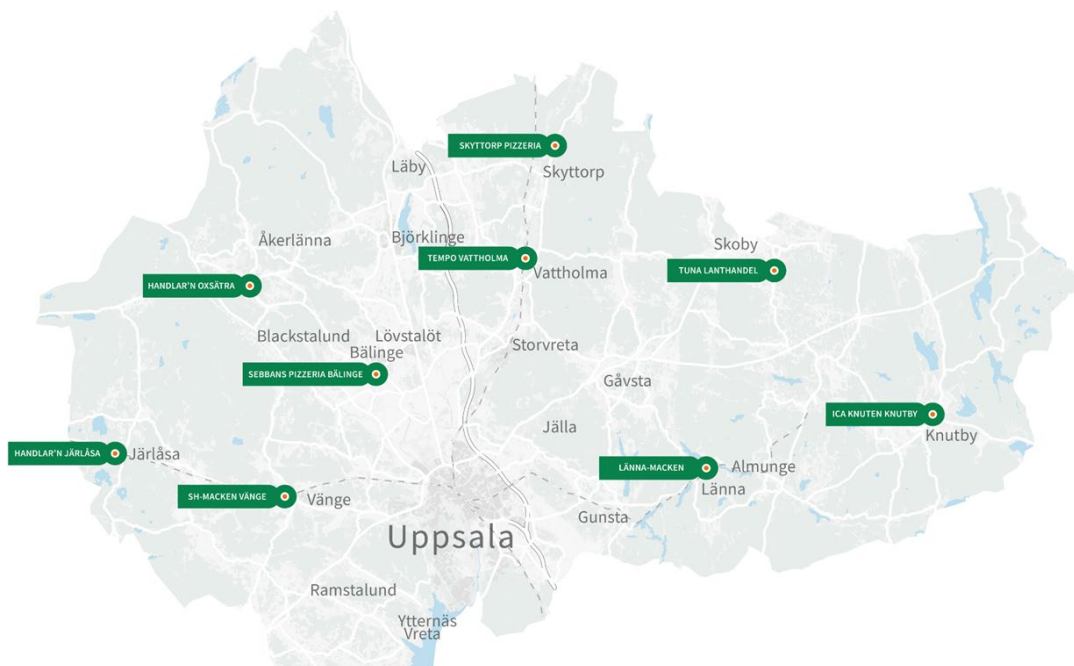 SKYTTORP PIZZERIA
Läby
Skyttorp
Åkerlänna
Björklinge
Skoby
TEMPO VATTHOLMA
Vattholma
TUNA LANTHANDEL
HANDLAR'N OXSÄTRA
Blackstalund
Lövstalöt
Storvreta
Bälinge
SEBBANS PIZZERIA BÄLINGE
Gåvsta
ICA KNUTEN KNUTBY
Jälla
Knutby
HANDLAR'N JÄRLÅSA
Järlåsa
LÄNNA-MACKEN
Almunge
Länna
SH-MACKEN VÄNGE
Vänge
Gunsta
Uppsala
Ramstalund
Ytternäs
Vreta